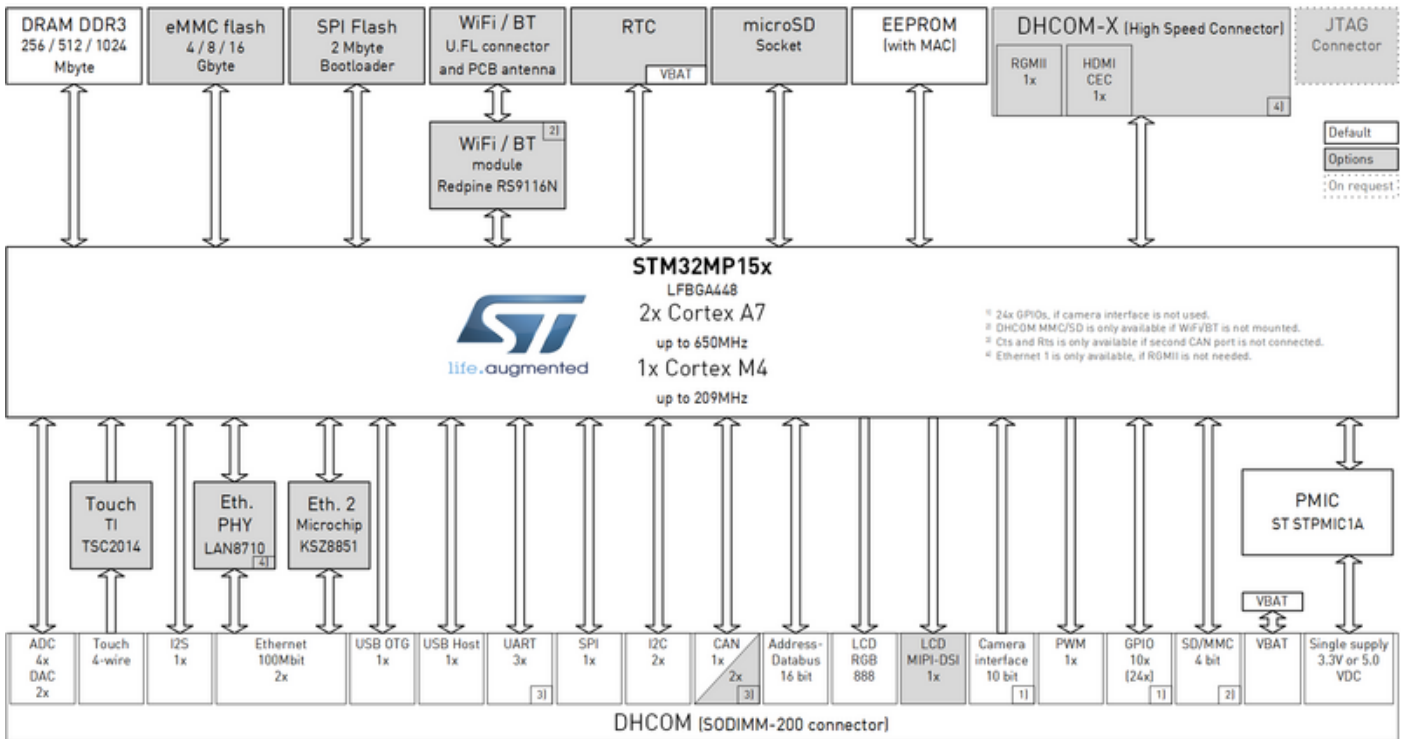 DRAM DDR3
256 / 512 / 1024
Mbyte
eMMC flash
4 / 8 / 16
Gbyte
SPI Flash
2 Mbyte
Bootloader
WiFi / BT
U.FL connector
and PCB antenna
RTC
VBAT
microSD
Socket
EEPROM
(with MAC)
DHCOM-X (High Speed Connector)
RGMII
1x
HDMI
CEC
1x
4)
JTAG
Connector
Default
Options
On request
WiFi / BT
2)
module
Redpine RS9116N
STM32MP15x
LFBGA448
2x Cortex A7
up to 650MHz
1x Cortex M4
up to 209MHz
ST
life.augmented
1) 24x GPIOs, if camera interface is not used.
2) DHCOM MMC/SD is only available if WiFi/BT is not mounted.
3) Cts and Rts is only available if second CAN port is not connected.
4) Ethernet 1 is only available, if RGMII is not needed.
Touch
TI
TSC2014
Eth.
PHY
LAN8710
4)
Eth. 2
Microchip
KSZ8851
PMIC
ST STPMIC1A
VBAT
ADC
4x
DAC
2x
Touch
4-wire
I2S
1x
Ethernet
100Mbit
2x
USB OTG
1x
USB Host
1x
UART
3x
3)
SPI
1x
I2C
2x
CAN
1x
2x
3)
Address-
Databus
16 bit
LCD
RGB
888
LCD
MIPI-DSI
1x
Camera
interface
10 bit
1)
PWM
1x
GPIO
10x
(24x)
1)
SD/MMC
4 bit
2)
VBAT
Single supply
3.3V or 5.0
VDC
DHCOM (SODIMM-200 connector)